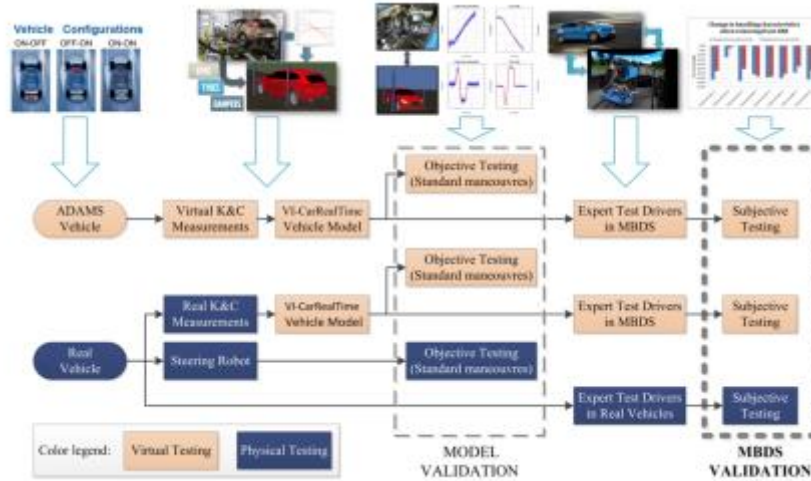 Vehicle Configurations
ON-OFF OFF-ON ON-ON
TYRES
DAMPERS
ADAMS
Vehicle
Virtual K&C
Measurements
VI-CarRealTime
Vehicle Model
Objective Testing
(Standard manoeuvres)
Expert Test Drivers
in MBDS
Subjective
Testing
Objective Testing
(Standard manoeuvres)
Real K&C
Measurements
VI-CarRealTime
Vehicle Model
Expert Test Drivers
in MBDS
Subjective
Testing
Real
Vehicle
Steering Robot
Objective Testing
(Standard manoeuvres)
Expert Test Drivers
in Real Vehicles
Subjective
Testing
Color legend: Virtual Testing Physical Testing
MODEL
VALIDATION
MBDS
VALIDATION